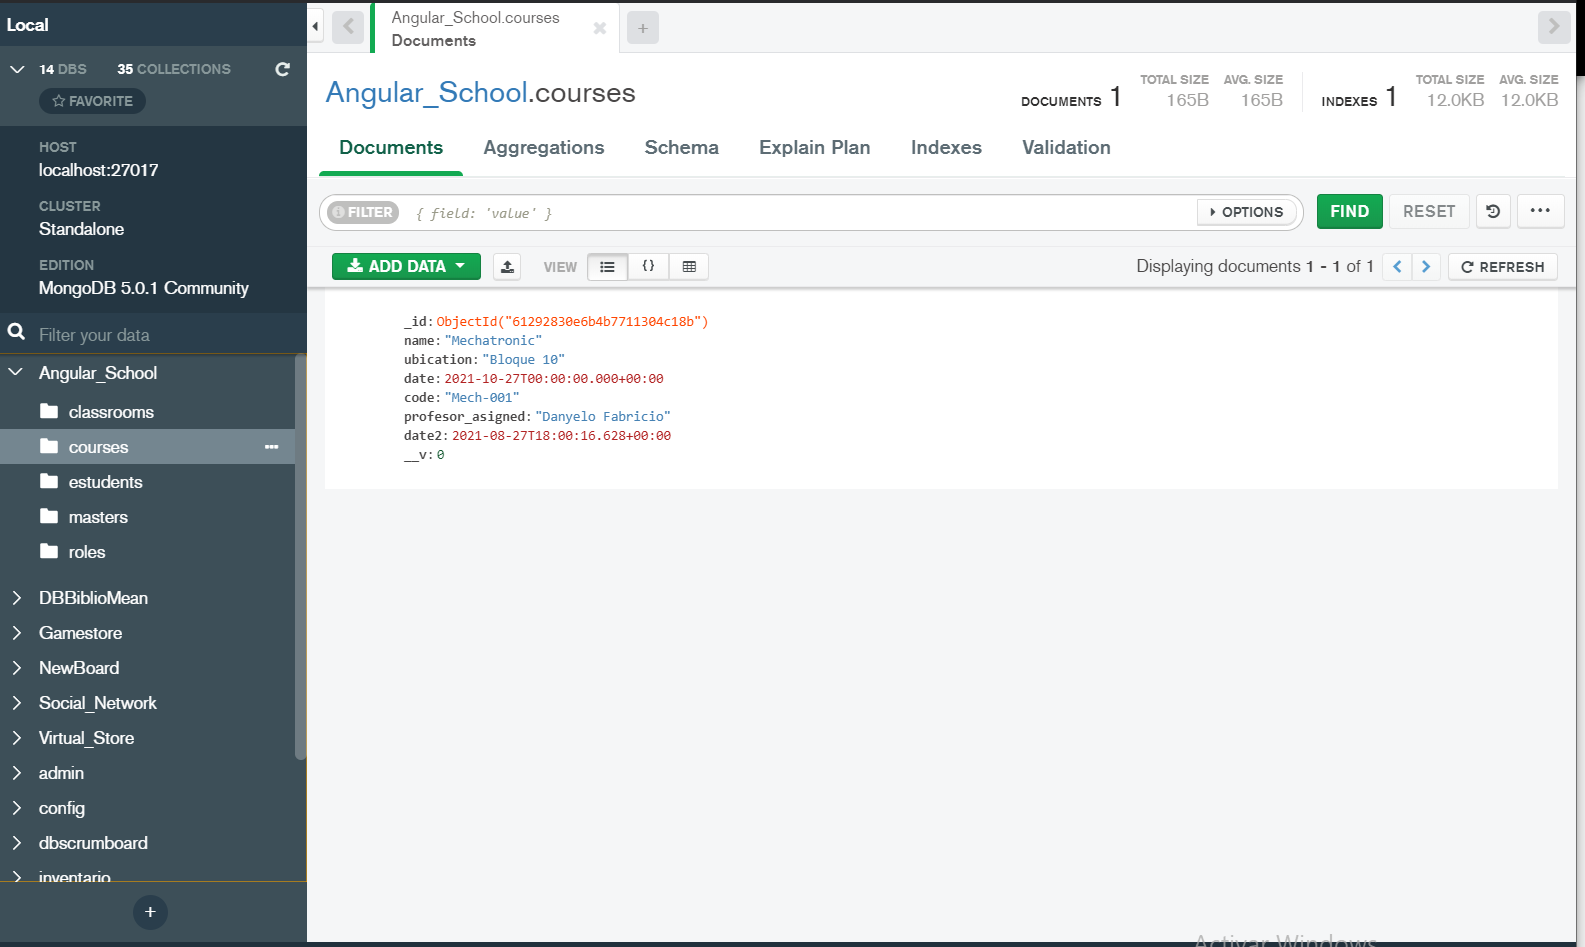 Local
14 DBS 35 COLLECTIONS
FAVORITE
HOST
localhost:27017
CLUSTER
Standalone
EDITION
MongoDB 5.0.1 Community
Filter your data
Angular_School
classrooms
courses
estudents
masters
roles
DBBiblioMean
Gamestore
NewBoard
Social_Network
Virtual_Store
admin
config
dbscrumboard
inventario
+
Angular_School.courses
Documents
+
Angular_School.courses
DOCUMENTS 1 TOTAL SIZE 165B AVG. SIZE 165B INDEXES 1 TOTAL SIZE 12.0KB AVG. SIZE 12.0KB
Documents Aggregations Schema Explain Plan Indexes Validation
FILTER { field: 'value' } OPTIONS FIND RESET ...
ADD DATA VIEW {} Displaying documents 1 - 1 of 1 REFRESH
_id: ObjectId("61292830e6b4b7711304c18b")
name: "Mechatronic"
ubication: "Bloque 10"
date: 2021-10-27T00:00:00.000+00:00
code: "Mech-001"
profesor_asigned: "Danyelo Fabricio"
date2: 2021-08-27T18:00:16.628+00:00
__v: 0
Activar Windows